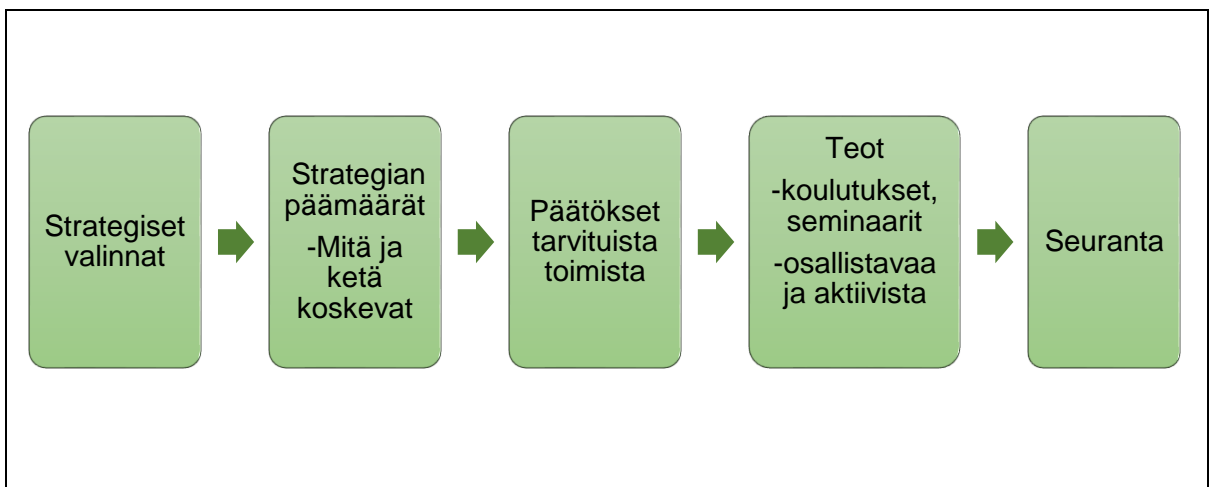 Strategiset
valinnat
Strategian
päämäärät
-Mitä ja
ketä
koskevat
Päätökset
tarvituista
toimista
Teot
-koulutukset,
seminaarit
-osallistavaa
ja aktiivista
Seuranta